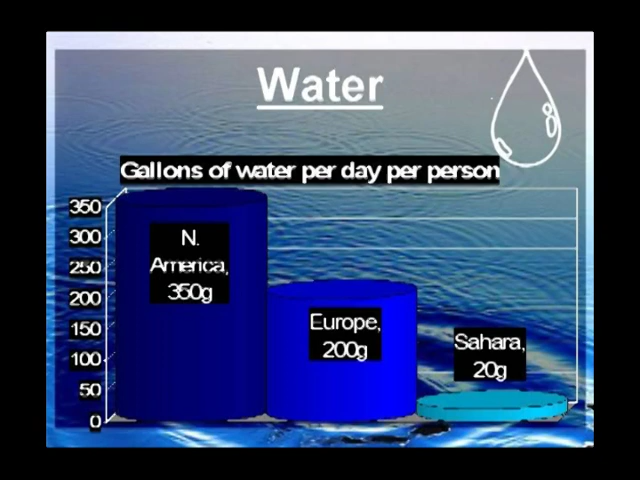 Water
Gallons of water per day per person
350
300
250
200
150
100
50
0
N.
America,
350g
Europe,
200g
Sahara,
20g